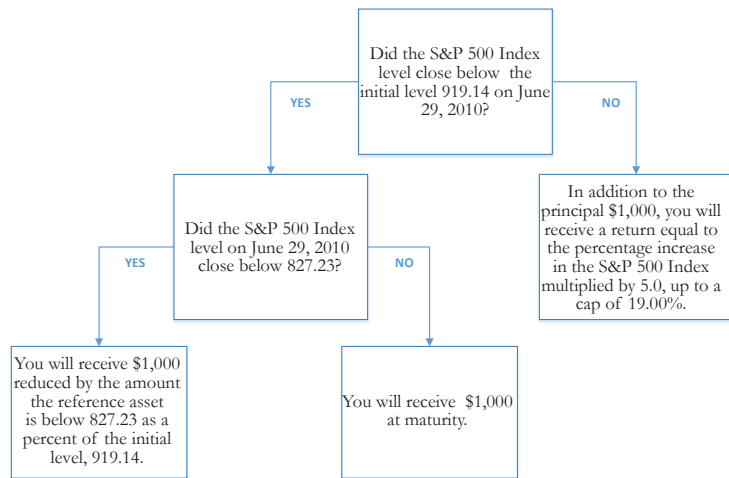 Did the S&P 500 Index
level close below the
initial level 919.14 on June
29, 2010?
YES
NO
Did the S&P 500 Index
level on June 29, 2010
close below 827.23?
In addition to the
principal $1,000, you will
receive a return equal to
the percentage increase
in the S&P 500 Index
multiplied by 5.0, up to a
cap of 19.00%.
YES
NO
You will receive $1,000
reduced by the amount
the reference asset
is below 827.23 as a
percent of the initial
level, 919.14.
You will receive $1,000
at maturity.